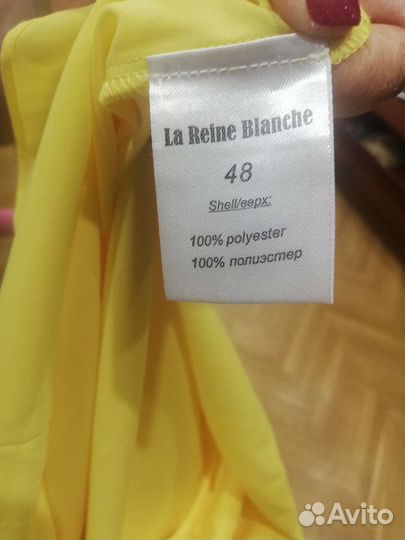 La Reine Blanche
48
Shell/верх:
100% polyester
100% полиэстер
Avito